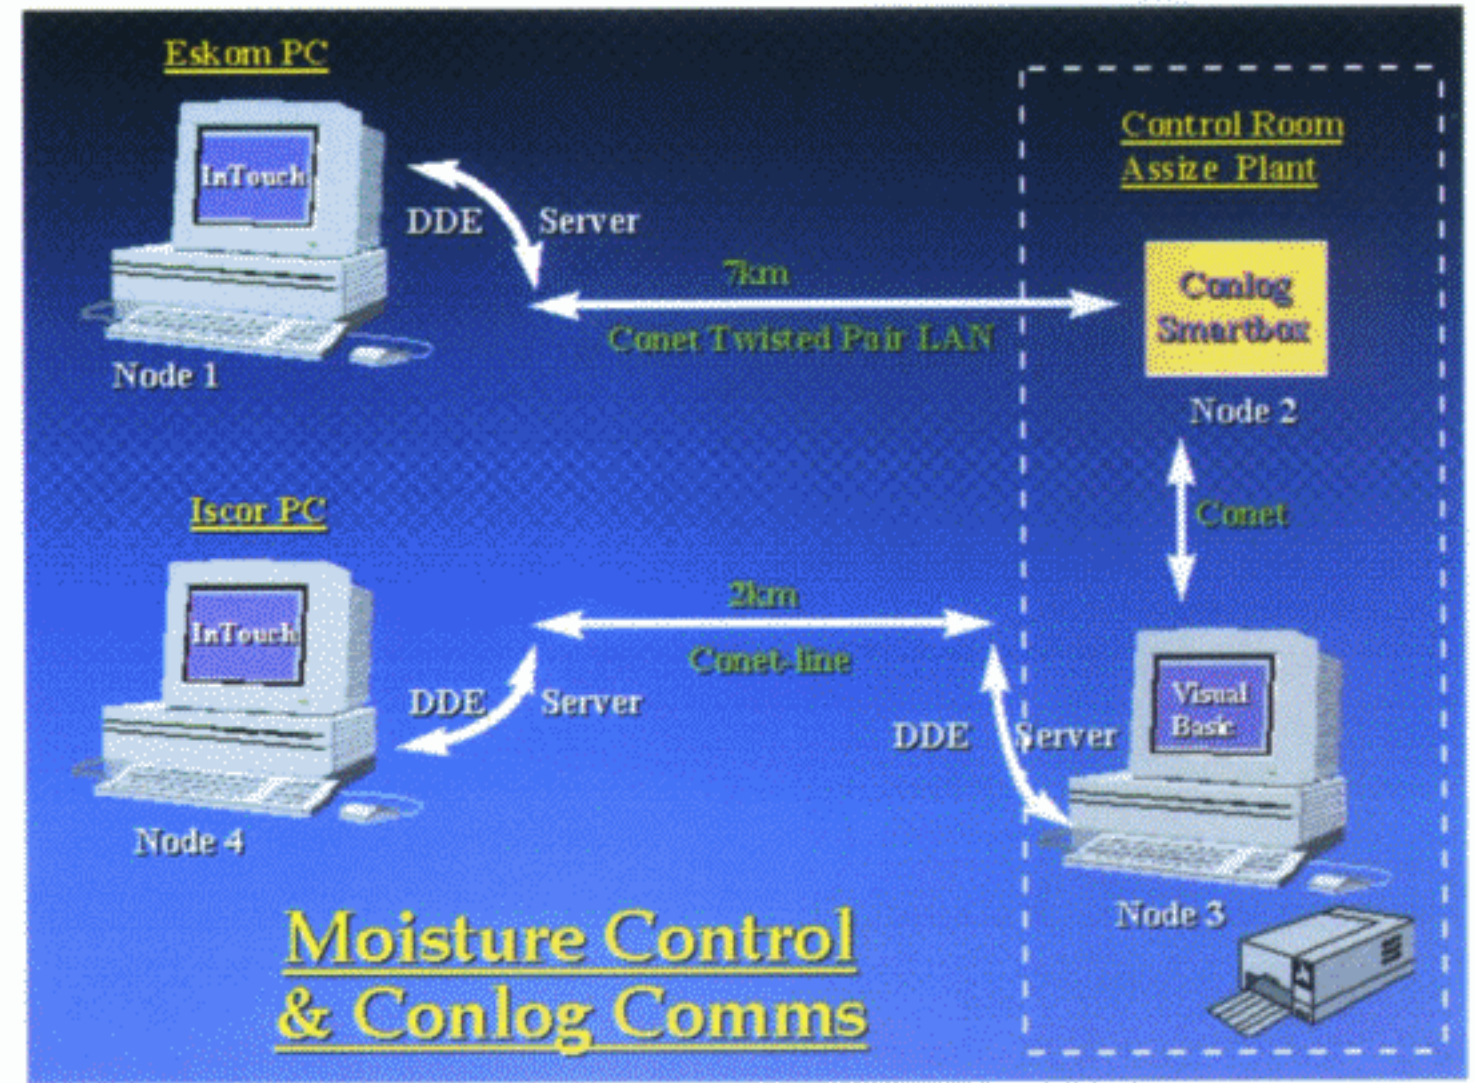 Eskom PC
InTouch
DDE Server
Node 1
7km
Conet Twisted Pair LAN
Control Room
Assize Plant
Conlog
Smartbox
Node 2
Conet
Iscor PC
InTouch
DDE Server
Node 4
2km
Conet-line
DDE Server
Visual
Basic
Node 3
Moisture Control
& Conlog Comms